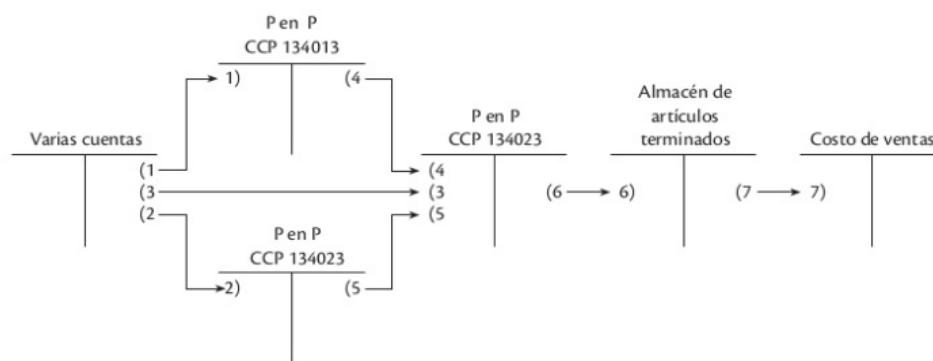 P en P
CCP 134013
1)
(4
Varias cuentas
(1
(3
(2
P en P
CCP 134023
(4
(3
(5
(6
Almacén de
artículos
terminados
6)
(7
Costo de ventas
7)
P en P
CCP 134023
2)
(5